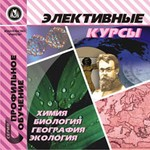 ЭЛЕКТИВНЫЕ
КУРСЫ
ПРОФИЛЬНОЕ
ОБУЧЕНИЕ
ХИМИЯ
БИОЛОГИЯ
ГЕОГРАФИЯ
ЭКОЛОГИЯ